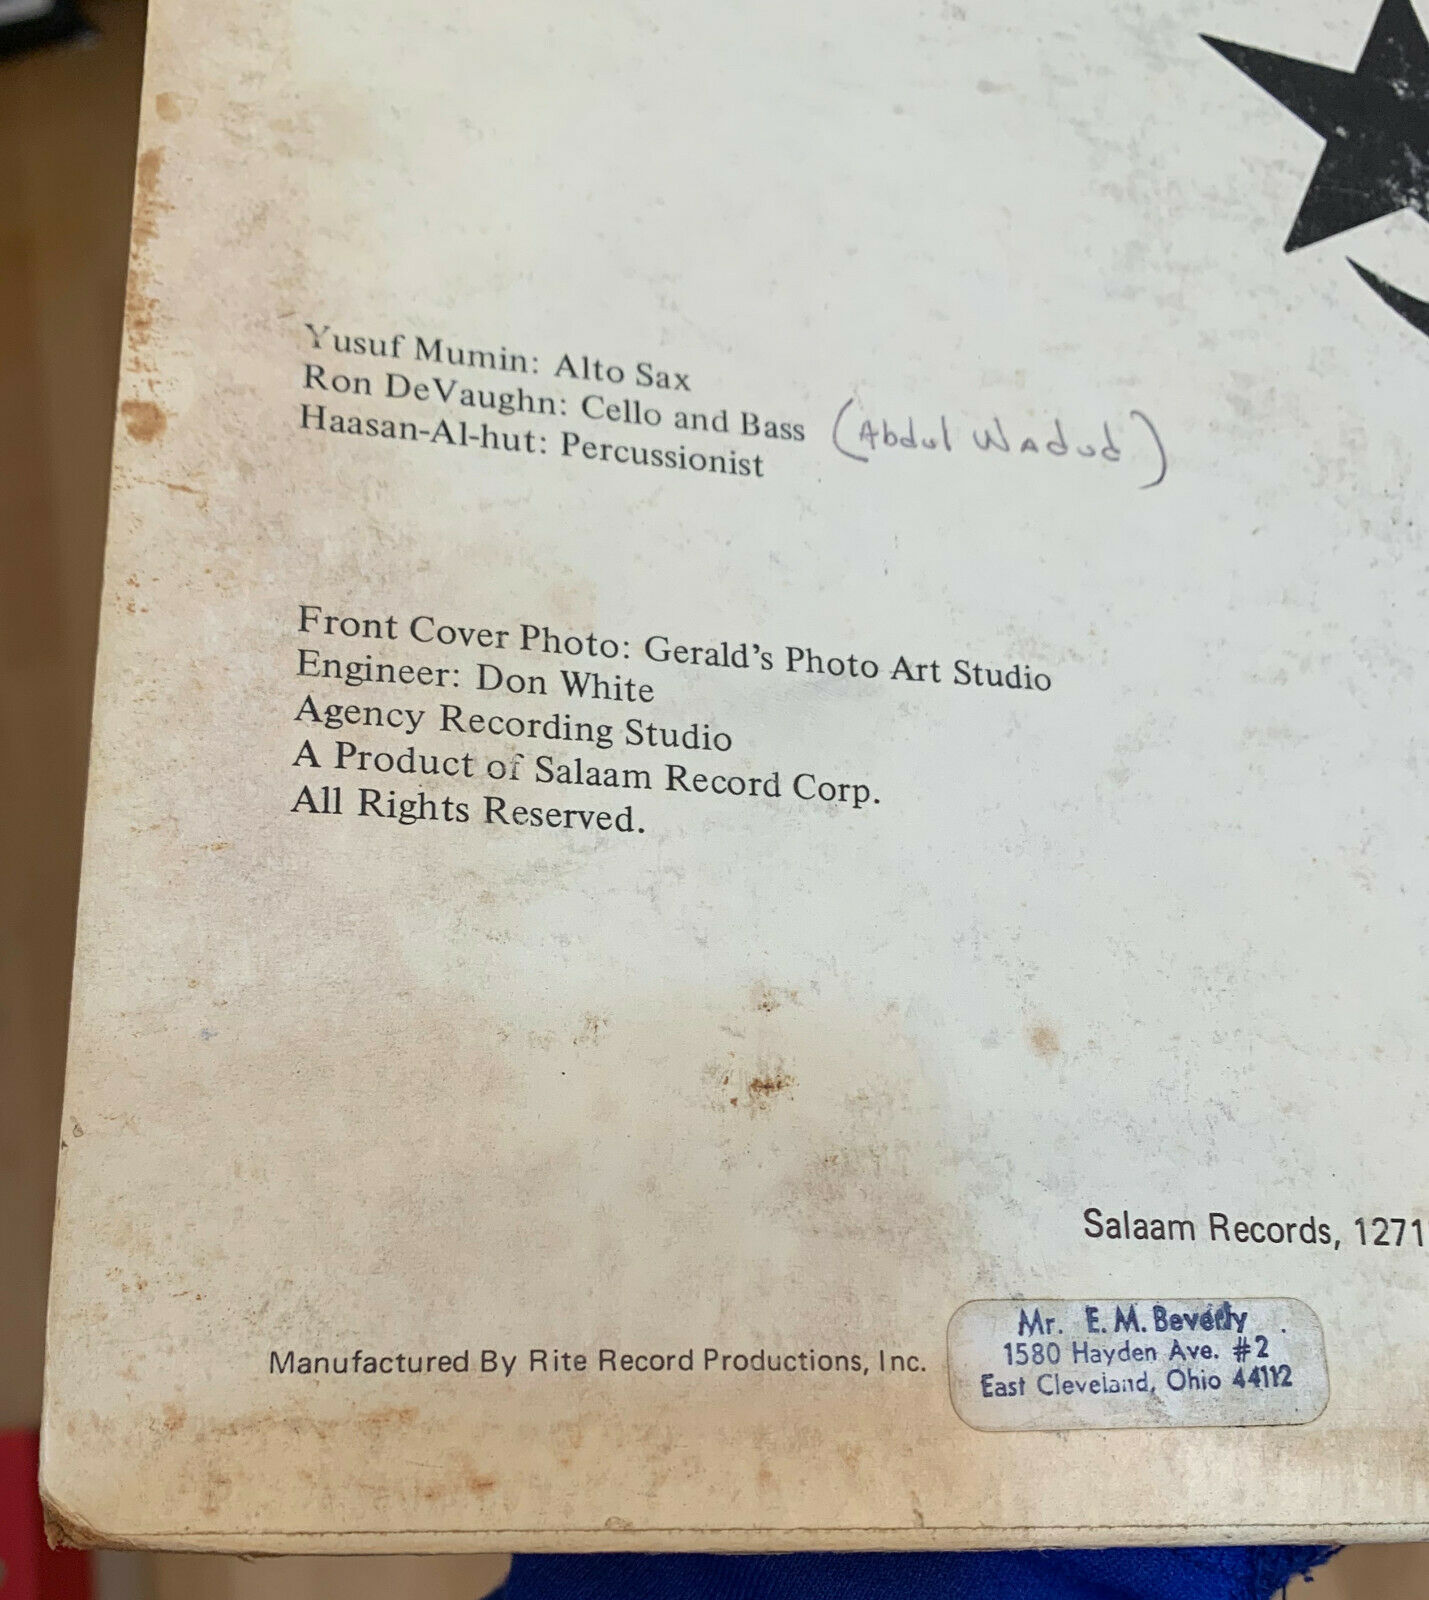 Yusuf Mumin: Alto Sax
Ron DeVaughn: Cello and Bass (Abdul Wadud)
Haasan-Al-hut: Percussionist
Front Cover Photo: Gerald's Photo Art Studio
Engineer: Don White
Agency Recording Studio
A Product of Salaam Record Corp.
All Rights Reserved.
Salaam Records, 1271
Manufactured By Rite Record Productions, Inc.
Mr. E. M. Beverly
1580 Hayden Ave. #2
East Cleveland, Ohio 44112